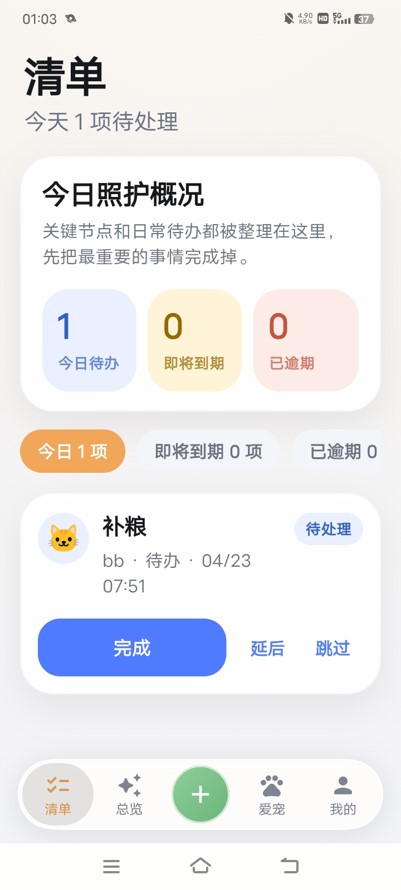 01:03
4.90 KB/s HD 5G 37
清单
今天 1 项待处理
今日照护概况
关键节点和日常待办都被整理在这里，
先把最重要的事情完成掉。
1 0 0
今日待办 即将到期 已逾期
今日 1 项 即将到期 0 项 已逾期 0
补粮 待处理
bb · 待办 · 04/23
07:51
完成 延后 跳过
清单 总览 爱宠 我的